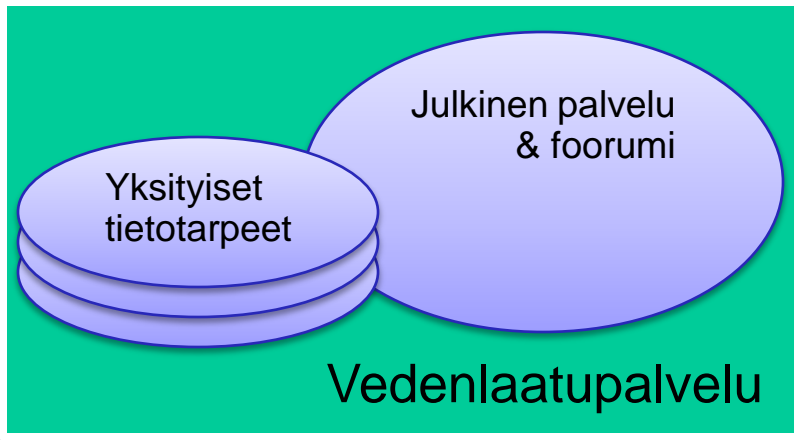 Julkinen palvelu
& foorumi
Yksityiset
tietotarpeet
Vedenlaatupalvelu